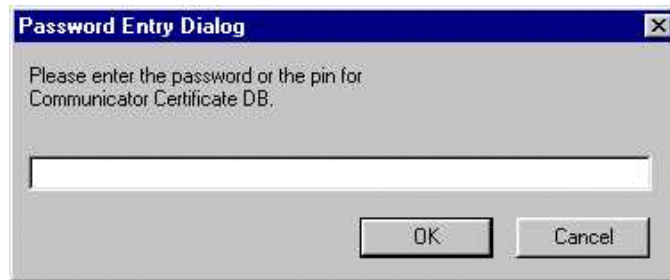 Password Entry Dialog
Please enter the password or the pin for
Communicator Certificate DB.
OK
Cancel